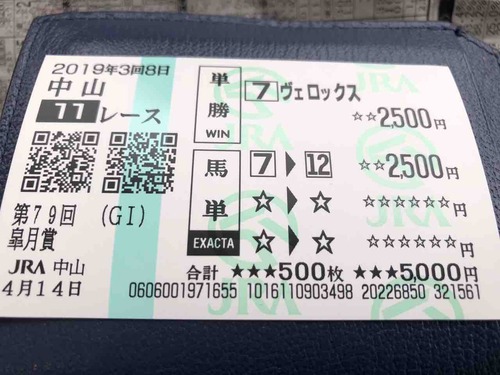 2019年3回8日
中山
11レース
第79回 (GI)
皐月賞
JRA 中山
4月14日
単勝
WIN
7 ヴェロックス
☆☆2,500円
馬単
EXACTA
7 ▶ 12
☆☆2,500円
☆ ▶ ☆
☆☆☆☆☆☆円
☆ ▶ ☆
☆☆☆☆☆☆円
合計 ★★★500枚 ★★★5,000円
0606001971655 1016110903498 20226850 321561
JRA
JRA
JRA